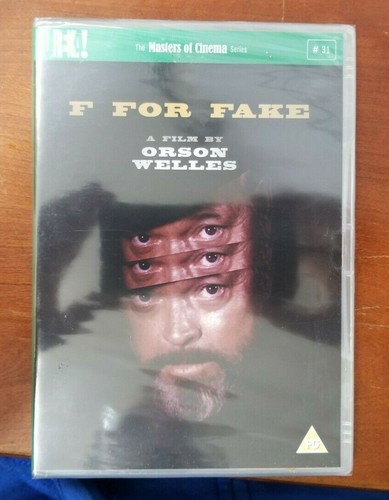 EUREKA!
The Masters of Cinema Series
# 31
F FOR FAKE
A FILM BY
ORSON
WELLES
PG